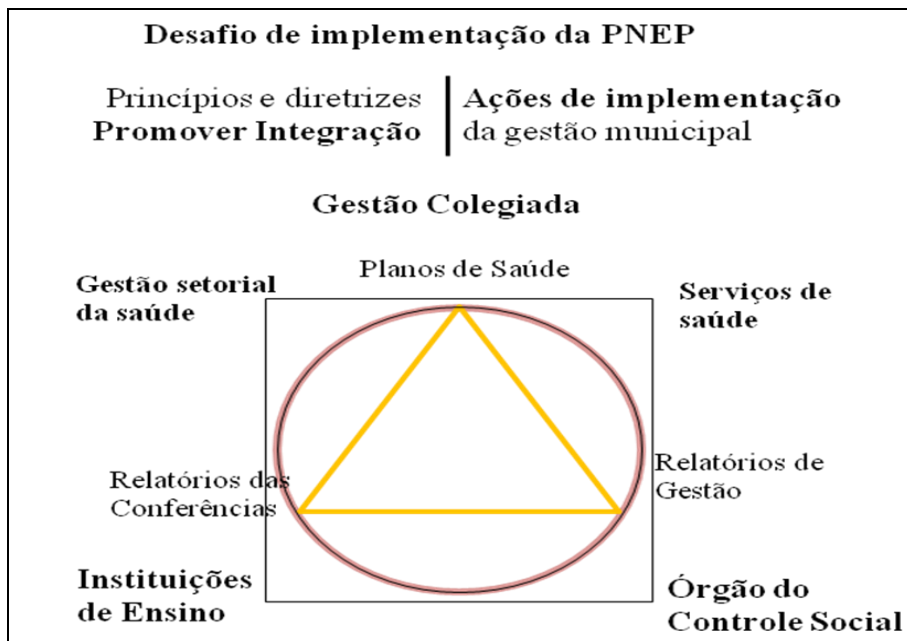 Desafio de implementação da PNEP
Princípios e diretrizes
Promover Integração
Ações de implementação
da gestão municipal
Gestão Colegiada
Planos de Saúde
Gestão setorial
da saúde
Serviços de
saúde
Relatórios das
Conferências
Relatórios de
Gestão
Instituições
de Ensino
Órgão do
Controle Social